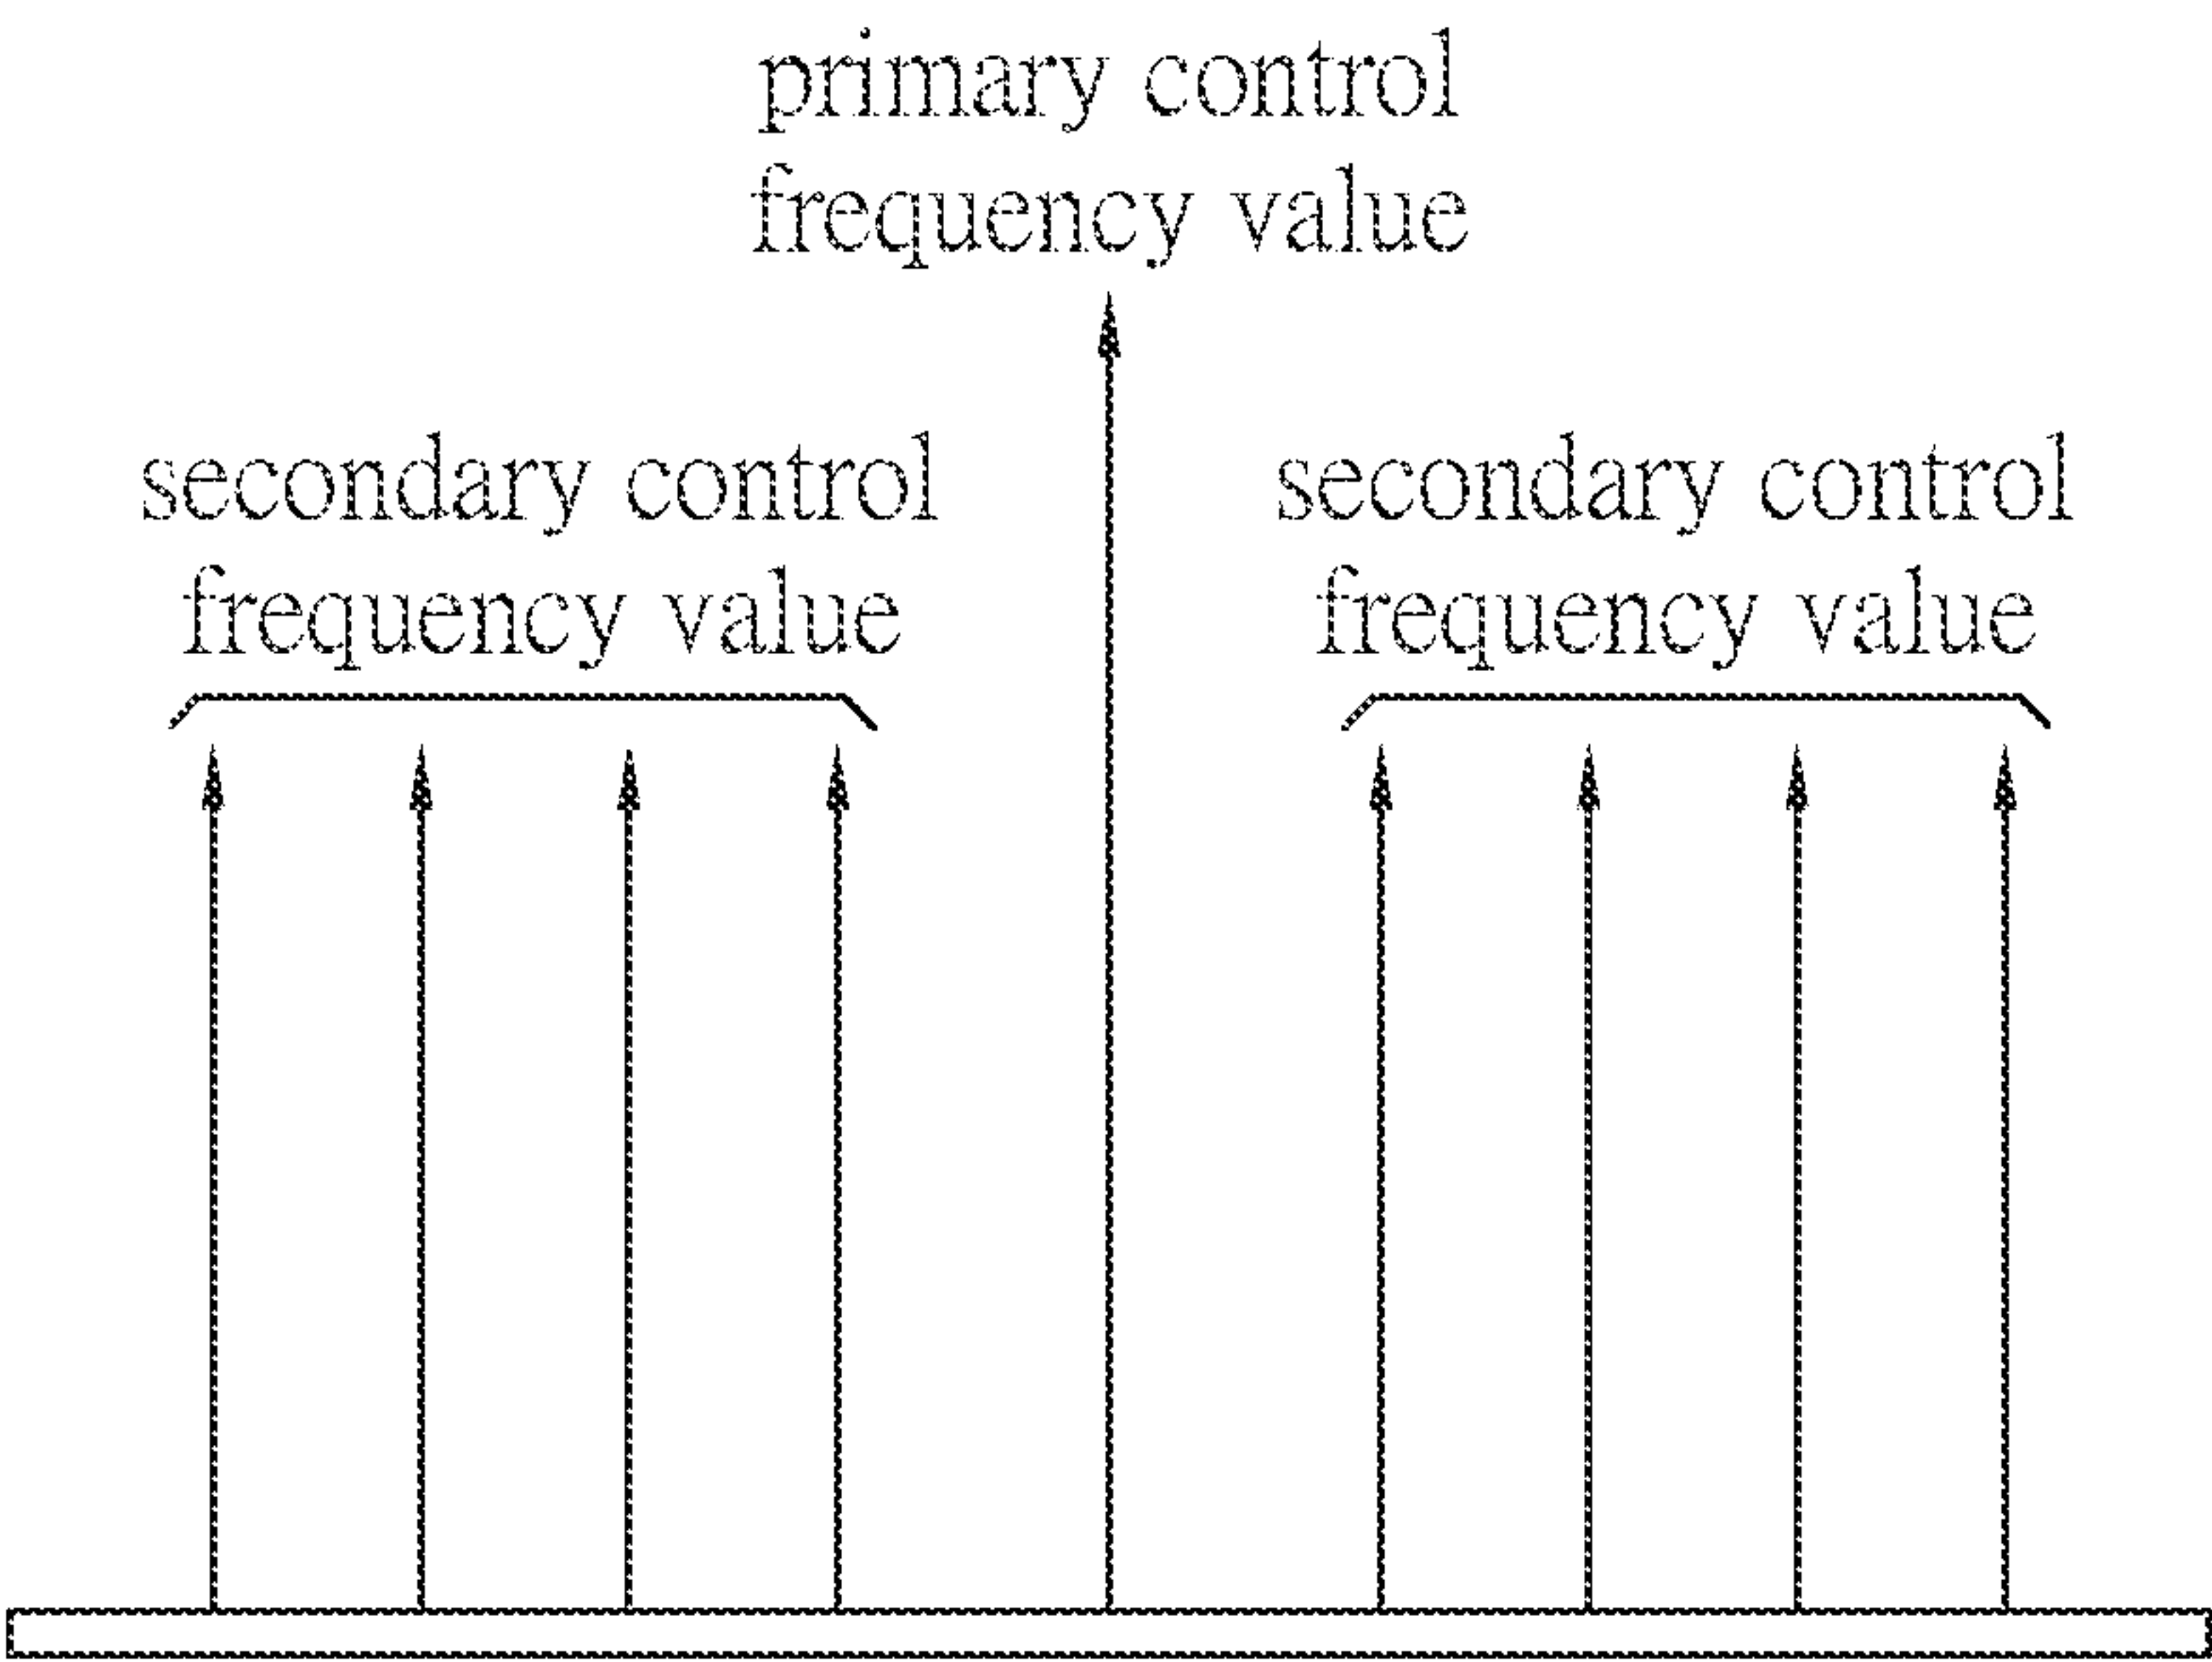 primary control
frequency value
secondary control
frequency value
secondary control
frequency value